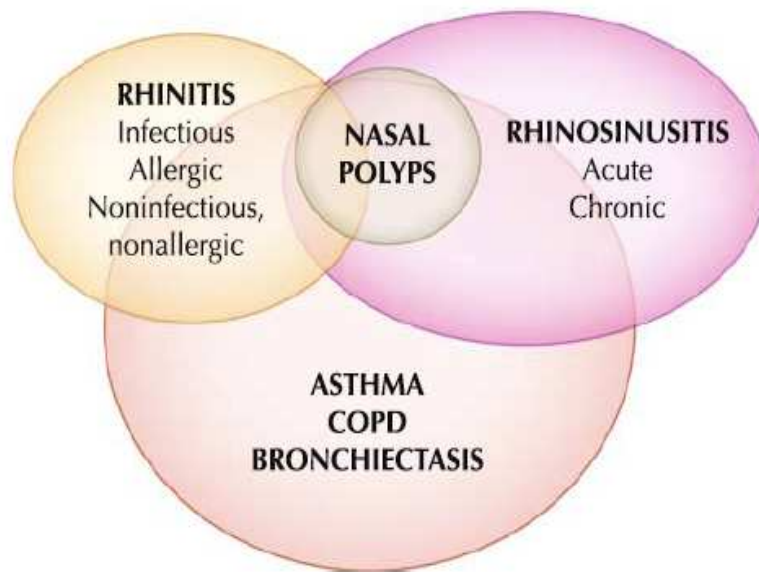 RHINITIS
Infectious
Allergic
Noninfectious,
nonallergic
NASAL
POLYPS
RHINOSINUSITIS
Acute
Chronic
ASTHMA
COPD
BRONCHIECTASIS